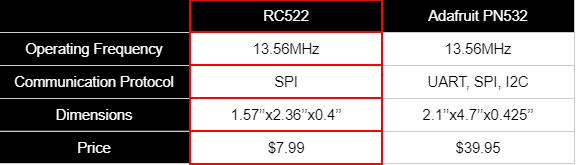 RC522 Adafruit PN532
Operating Frequency 13.56MHz 13.56MHz
Communication Protocol SPI UART, SPI, I2C
Dimensions 1.57’’x2.36’’x0.4’’ 2.1’’x4.7’’x0.425’’
Price $7.99 $39.95